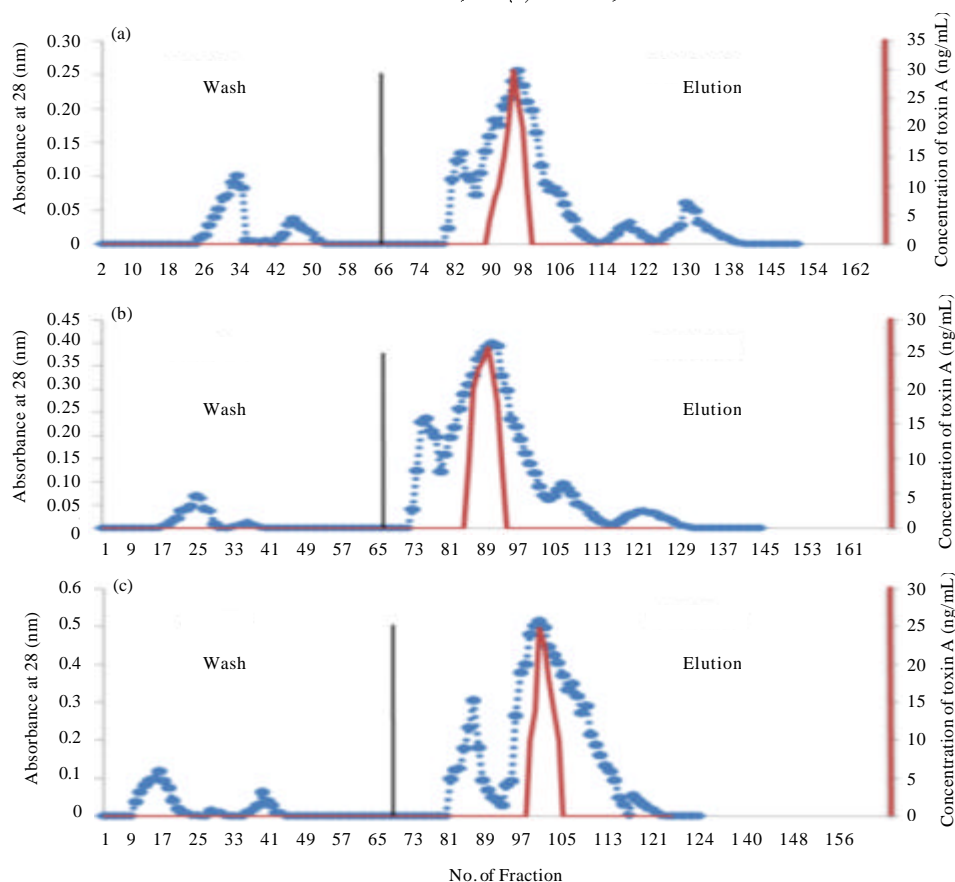 (a)
0.30
0.25
0.20
0.15
0.10
0.05
0
Absorbance at 28 (nm)
Wash
Elution
35
30
25
20
15
10
5
0
Concentration of toxin A (ng/mL)
2 10 18 26 34 42 50 58 66 74 82 90 98 106 114 122 130 138 145 154 162
(b)
0.45
0.40
0.35
0.30
0.25
0.20
0.15
0.10
0.05
0
Absorbance at 28 (nm)
Wash
Elution
30
25
20
15
10
5
0
Concentration of toxin A (ng/mL)
1 9 17 25 33 41 49 57 65 73 81 89 97 105 113 121 129 137 145 153 161
(c)
0.6
0.5
0.4
0.3
0.2
0.1
0
Absorbance at 28 (nm)
Wash
Elution
30
25
20
15
10
5
0
Concentration of toxin A (ng/mL)
1 9 17 25 33 41 49 57 65 73 81 89 97 105 113 121 124 140 148 156
No. of Fraction